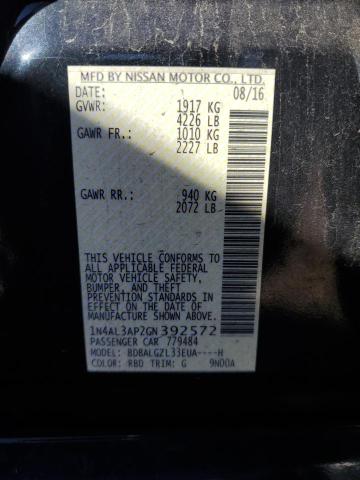 MFD BY NISSAN MOTOR CO., LTD.
DATE: 08/16
GVWR: 1917 KG
4226 LB
GAWR FR.: 1010 KG
2227 LB
GAWR RR.: 940 KG
2072 LB
THIS VEHICLE CONFORMS TO
ALL APPLICABLE FEDERAL
MOTOR VEHICLE SAFETY,
BUMPER, AND THEFT
PREVENTION STANDARDS IN
EFFECT ON THE DATE OF
MANUFACTURE SHOWN ABOVE.
1N4AL3AP2GN392572
PASSENGER CAR 779484
MODEL: BDBALGZL33EUA----H
COLOR: RBD TRIM: G 9N00A